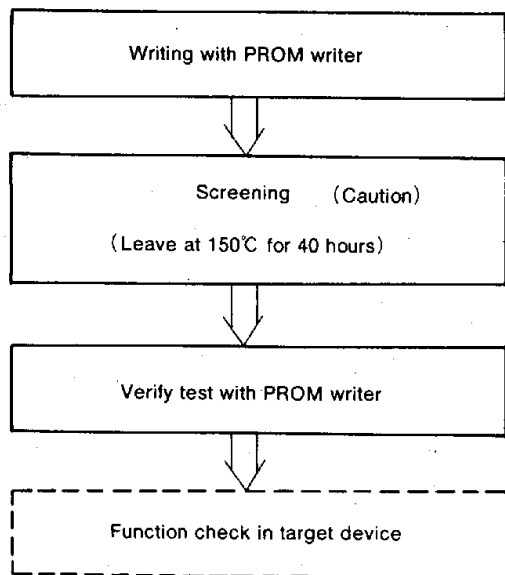 Writing with PROM writer
Screening (Caution)
(Leave at 150℃ for 40 hours)
Verify test with PROM writer
Function check in target device